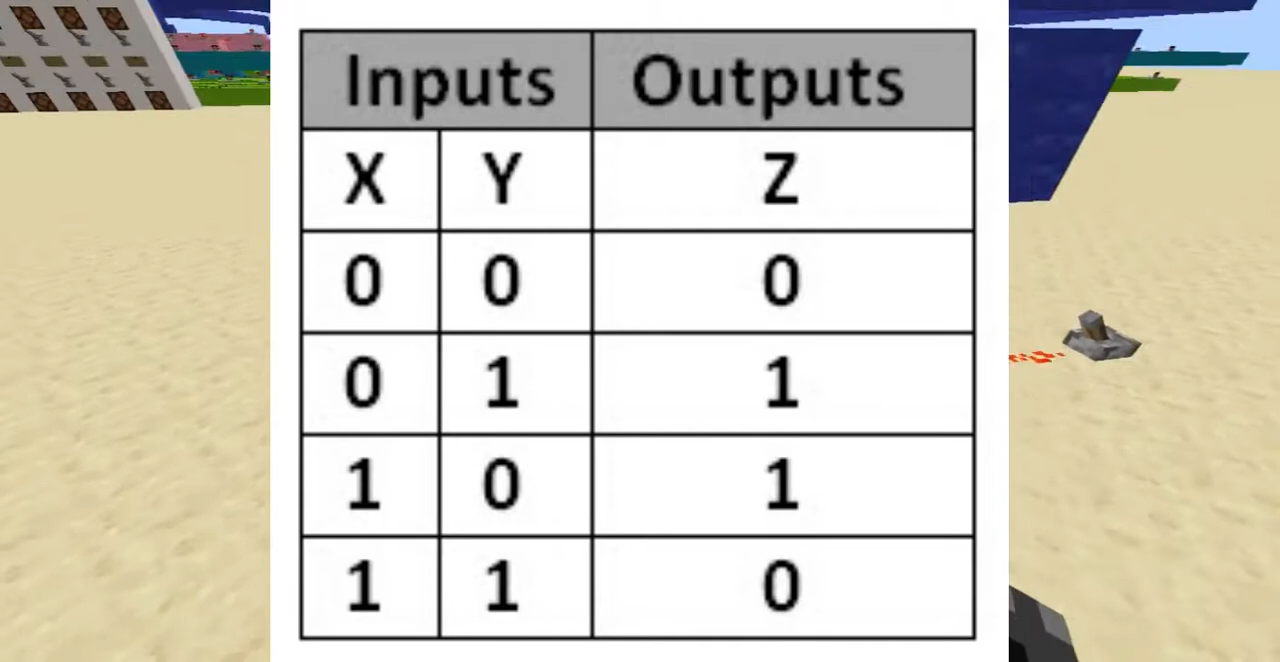 Inputs Outputs
X Y Z
0 0 0
0 1 1
1 0 1
1 1 0